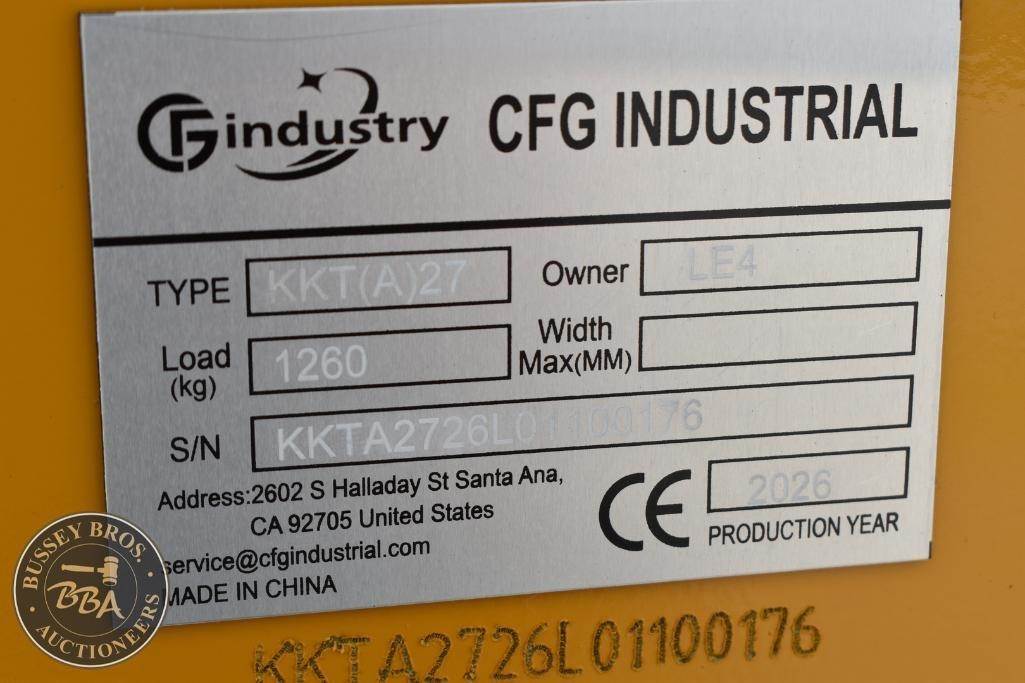 CFG industry CFG INDUSTRIAL
TYPE KKT(A)27 Owner LE4
Load (kg) 1260 Width Max(MM)
S/N KKTA2726L01100176
Address:2602 S Halladay St Santa Ana,
CA 92705 United States
service@cfgindustrial.com
MADE IN CHINA
CE 2026
PRODUCTION YEAR
KKTA2726L01100176
BUSSEY BROS.
BBA
AUCTIONEERS